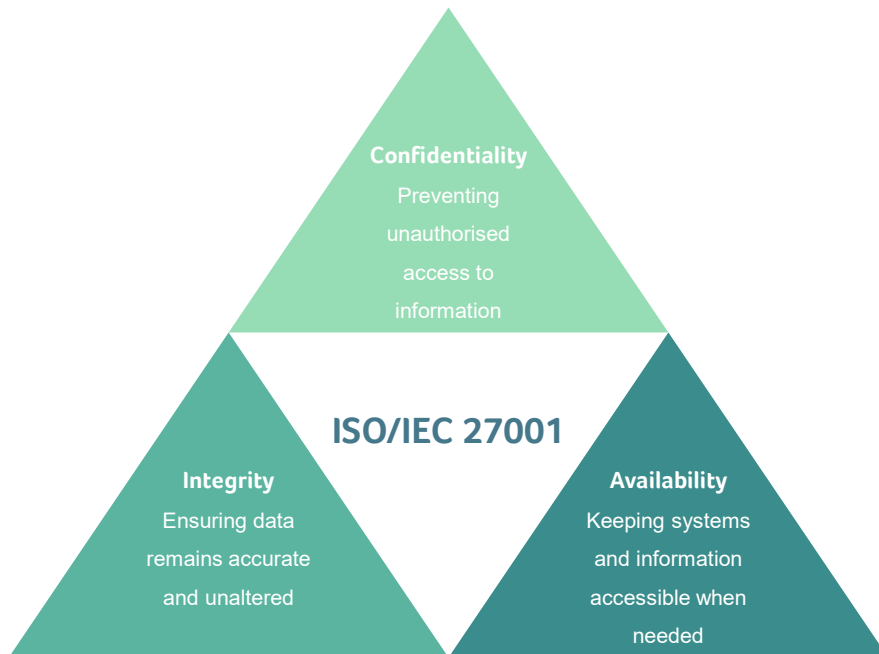 Confidentiality
Preventing
unauthorised
access to
information
ISO/IEC 27001
Integrity
Ensuring data
remains accurate
and unaltered
Availability
Keeping systems
and information
accessible when
needed